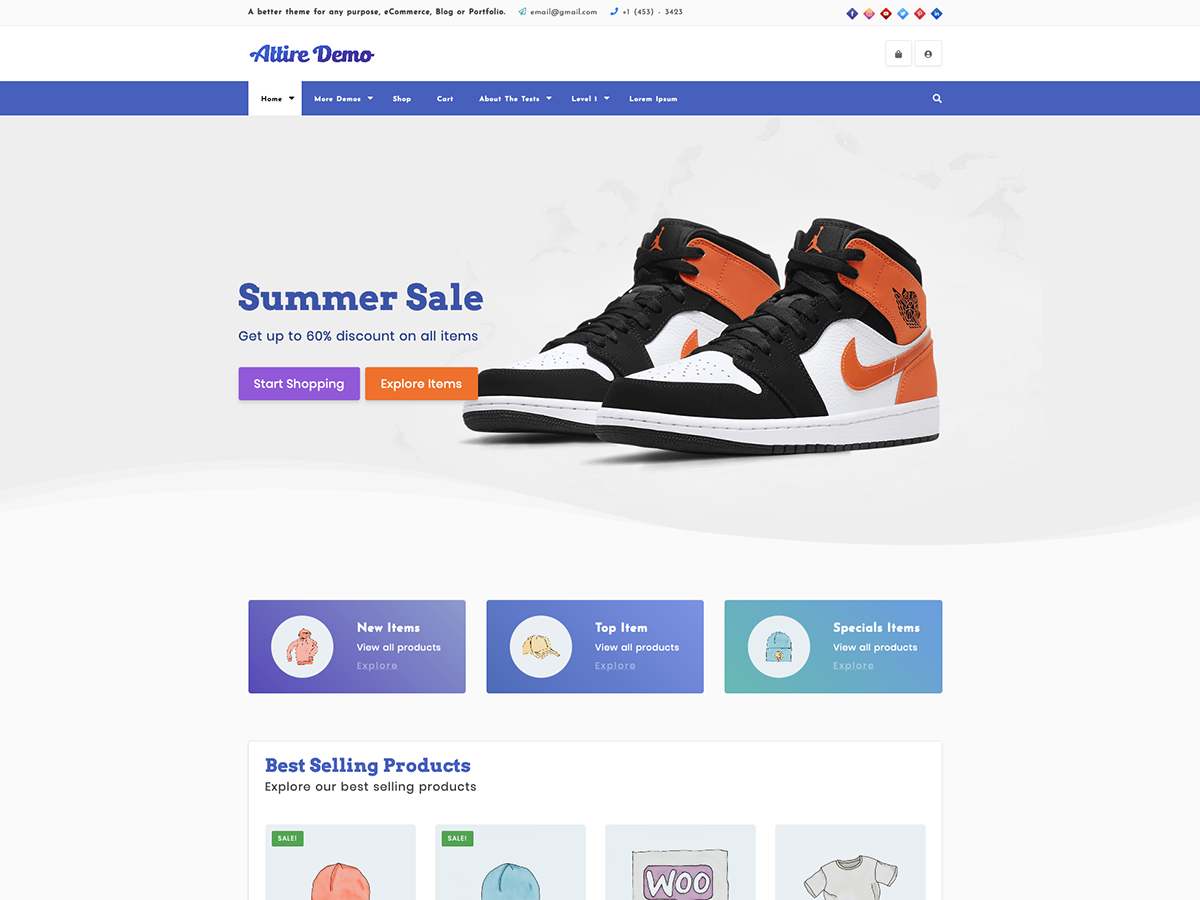 A better theme for any purpose, eCommerce, Blog or Portfolio. email@gmail.com +1 (453) - 3423
Attire Demo
Home More Demos Shop Cart About The Tests Level 1 Lorem Ipsum
Summer Sale
Get up to 60% discount on all items
Start Shopping Explore Items
New Items
View all products
Explore
Top Item
View all products
Explore
Specials Items
View all products
Explore
Best Selling Products
Explore our best selling products
SALE! SALE!
WOO